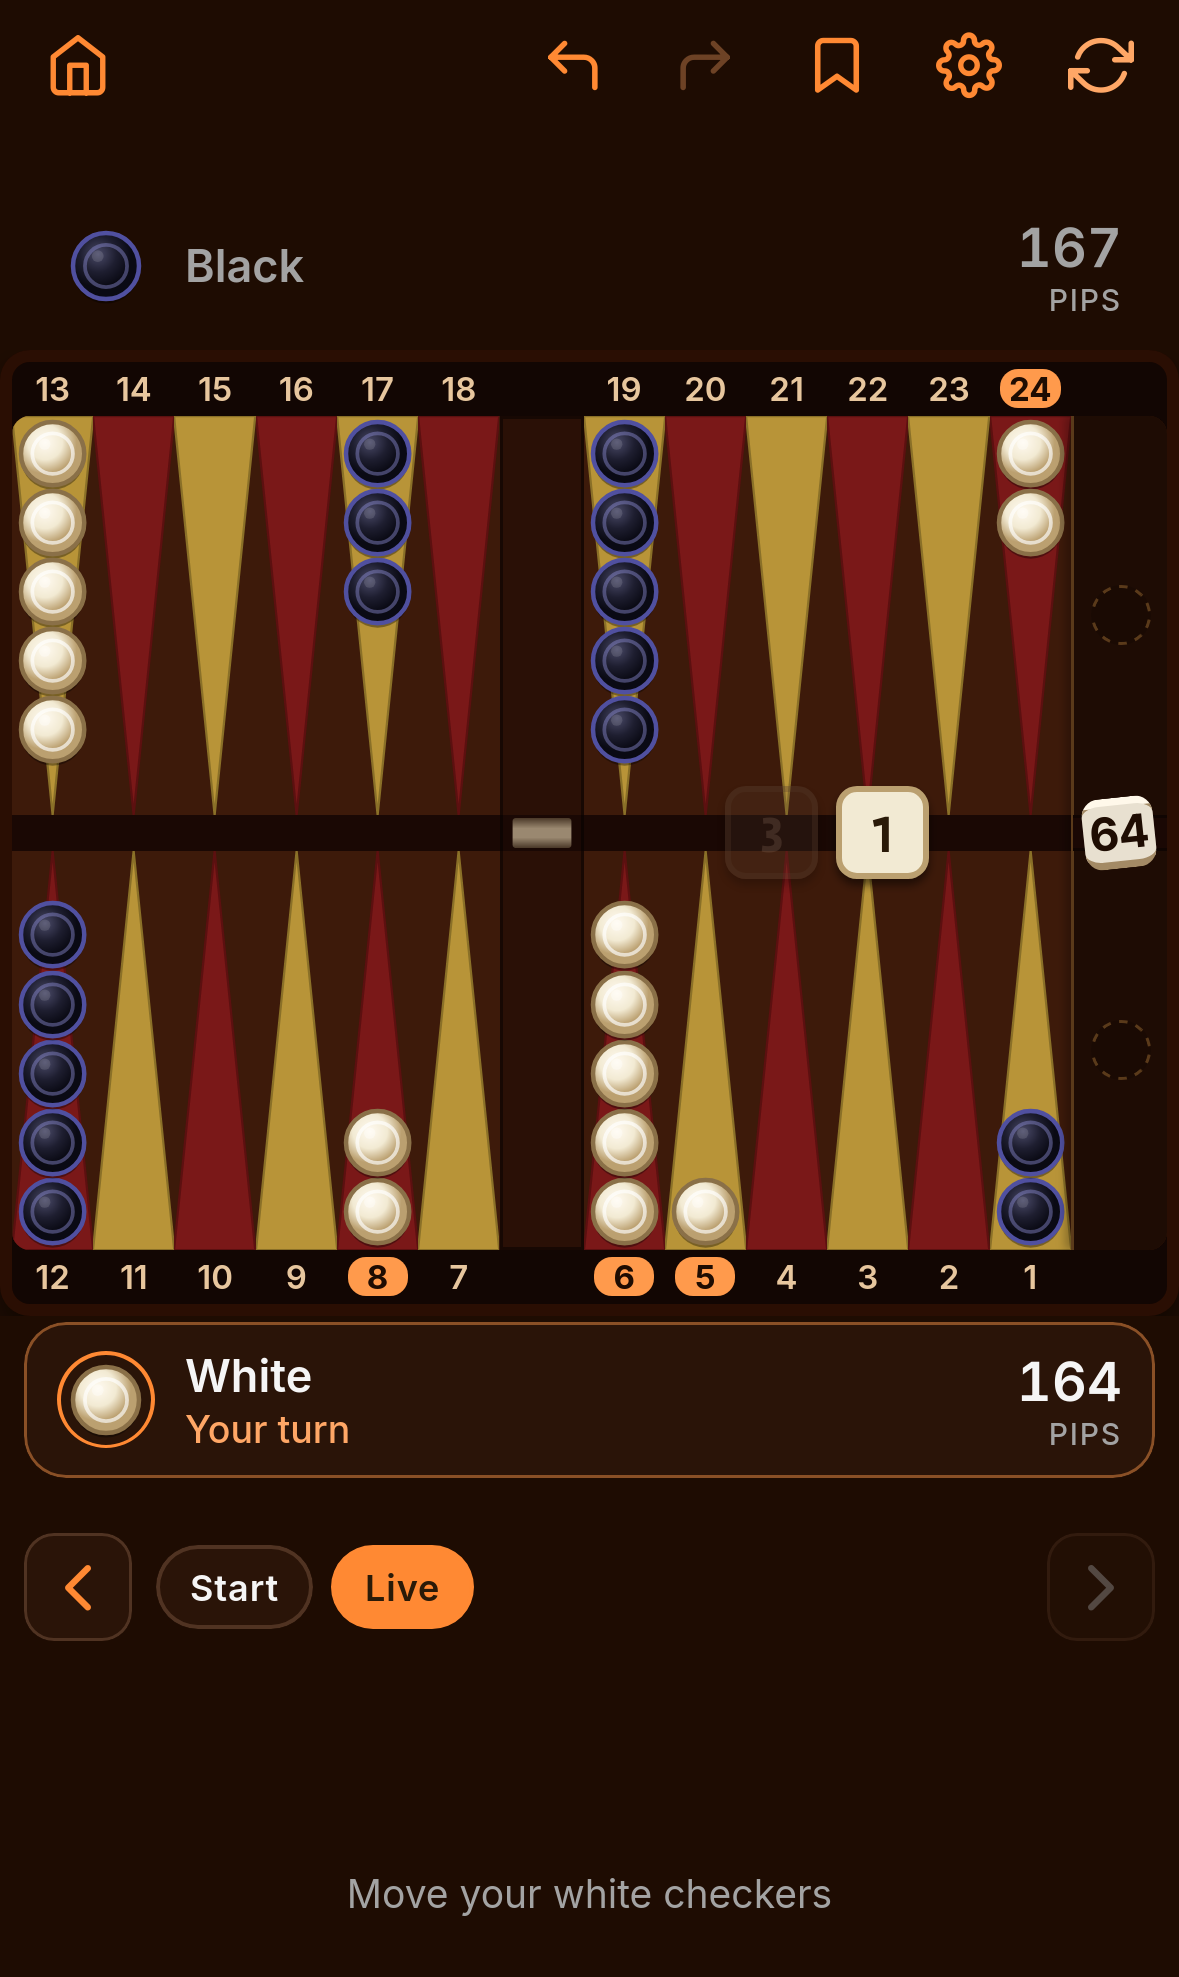 Black
167
PIPS
13 14 15 16 17 18 19 20 21 22 23 24
3 1 64
12 11 10 9 8 7 6 5 4 3 2 1
White
Your turn
164
PIPS
Start Live
Move your white checkers